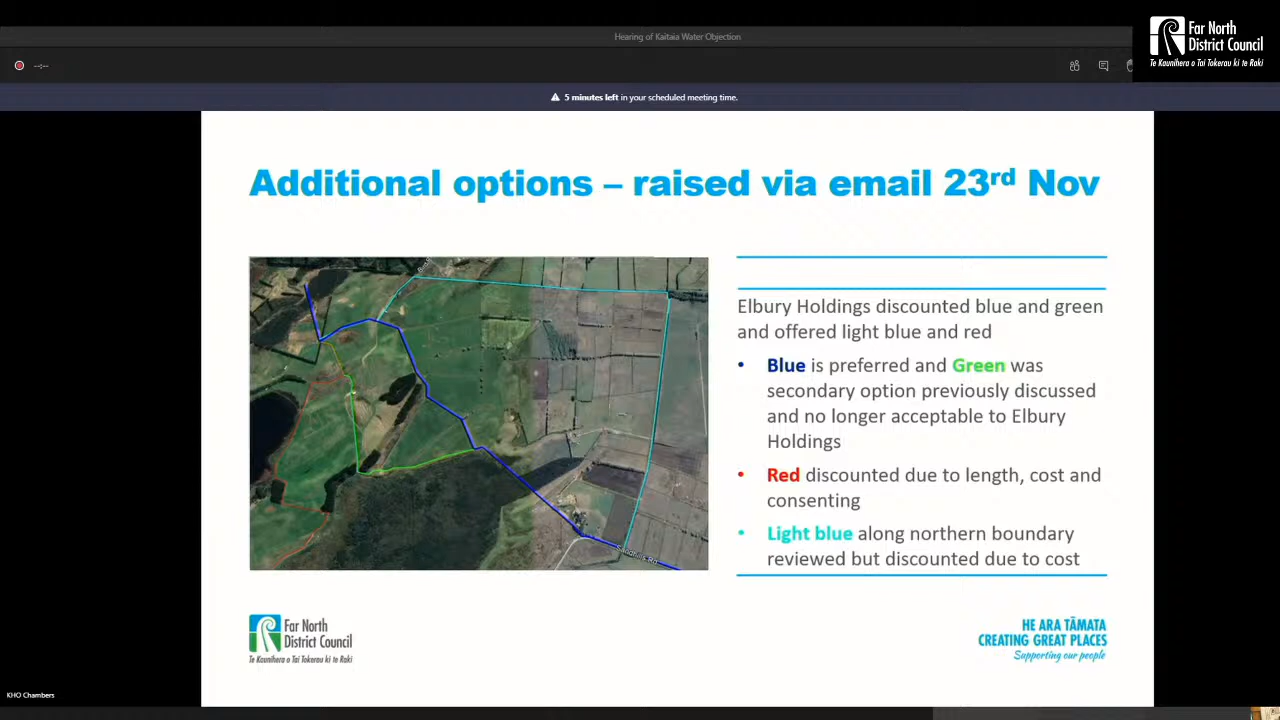 Hearing of Kaitaia Water Objection
Far North
District Council
Te Kaunihera o Tai Tokerau ki te Raki
--:--
5 minutes left in your scheduled meeting time.
Additional options – raised via email 23rd Nov
Elbury Holdings discounted blue and green
and offered light blue and red
• Blue is preferred and Green was
secondary option previously discussed
and no longer acceptable to Elbury
Holdings
• Red discounted due to length, cost and
consenting
• Light blue along northern boundary
reviewed but discounted due to cost
Sandhills Rd
Far North
District Council
Te Kaunihera o Tai Tokerau ki te Raki
HE ARA TĀMATA
CREATING GREAT PLACES
Supporting our people
KHO Chambers